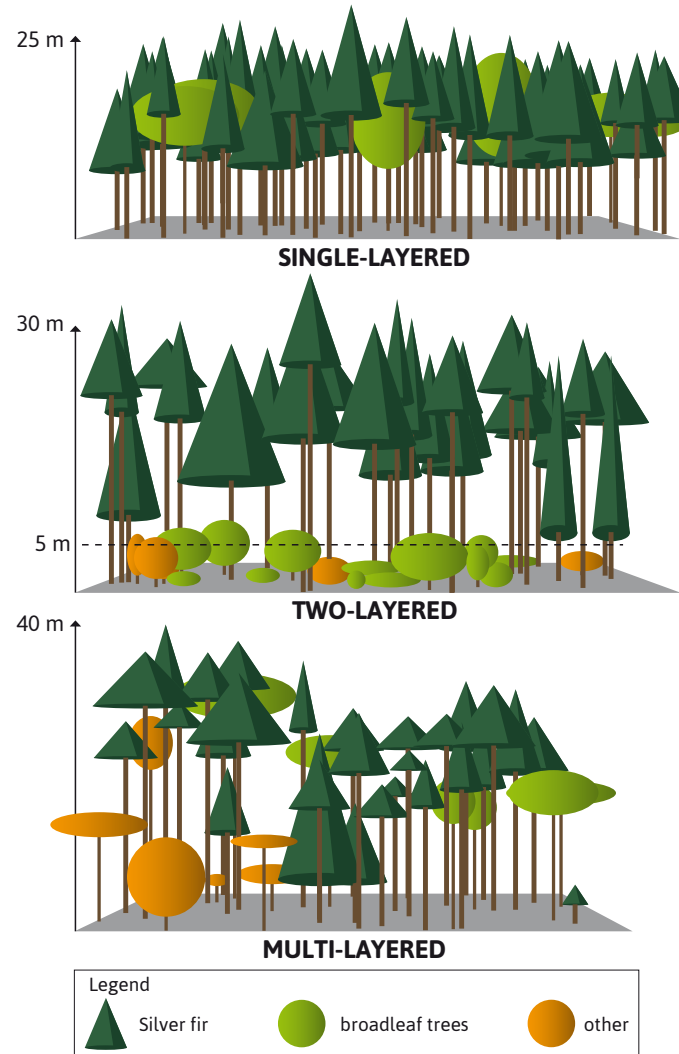 25 m
SINGLE-LAYERED
30 m
5 m
TWO-LAYERED
40 m
MULTI-LAYERED
Legend
Silver fir
broadleaf trees
other